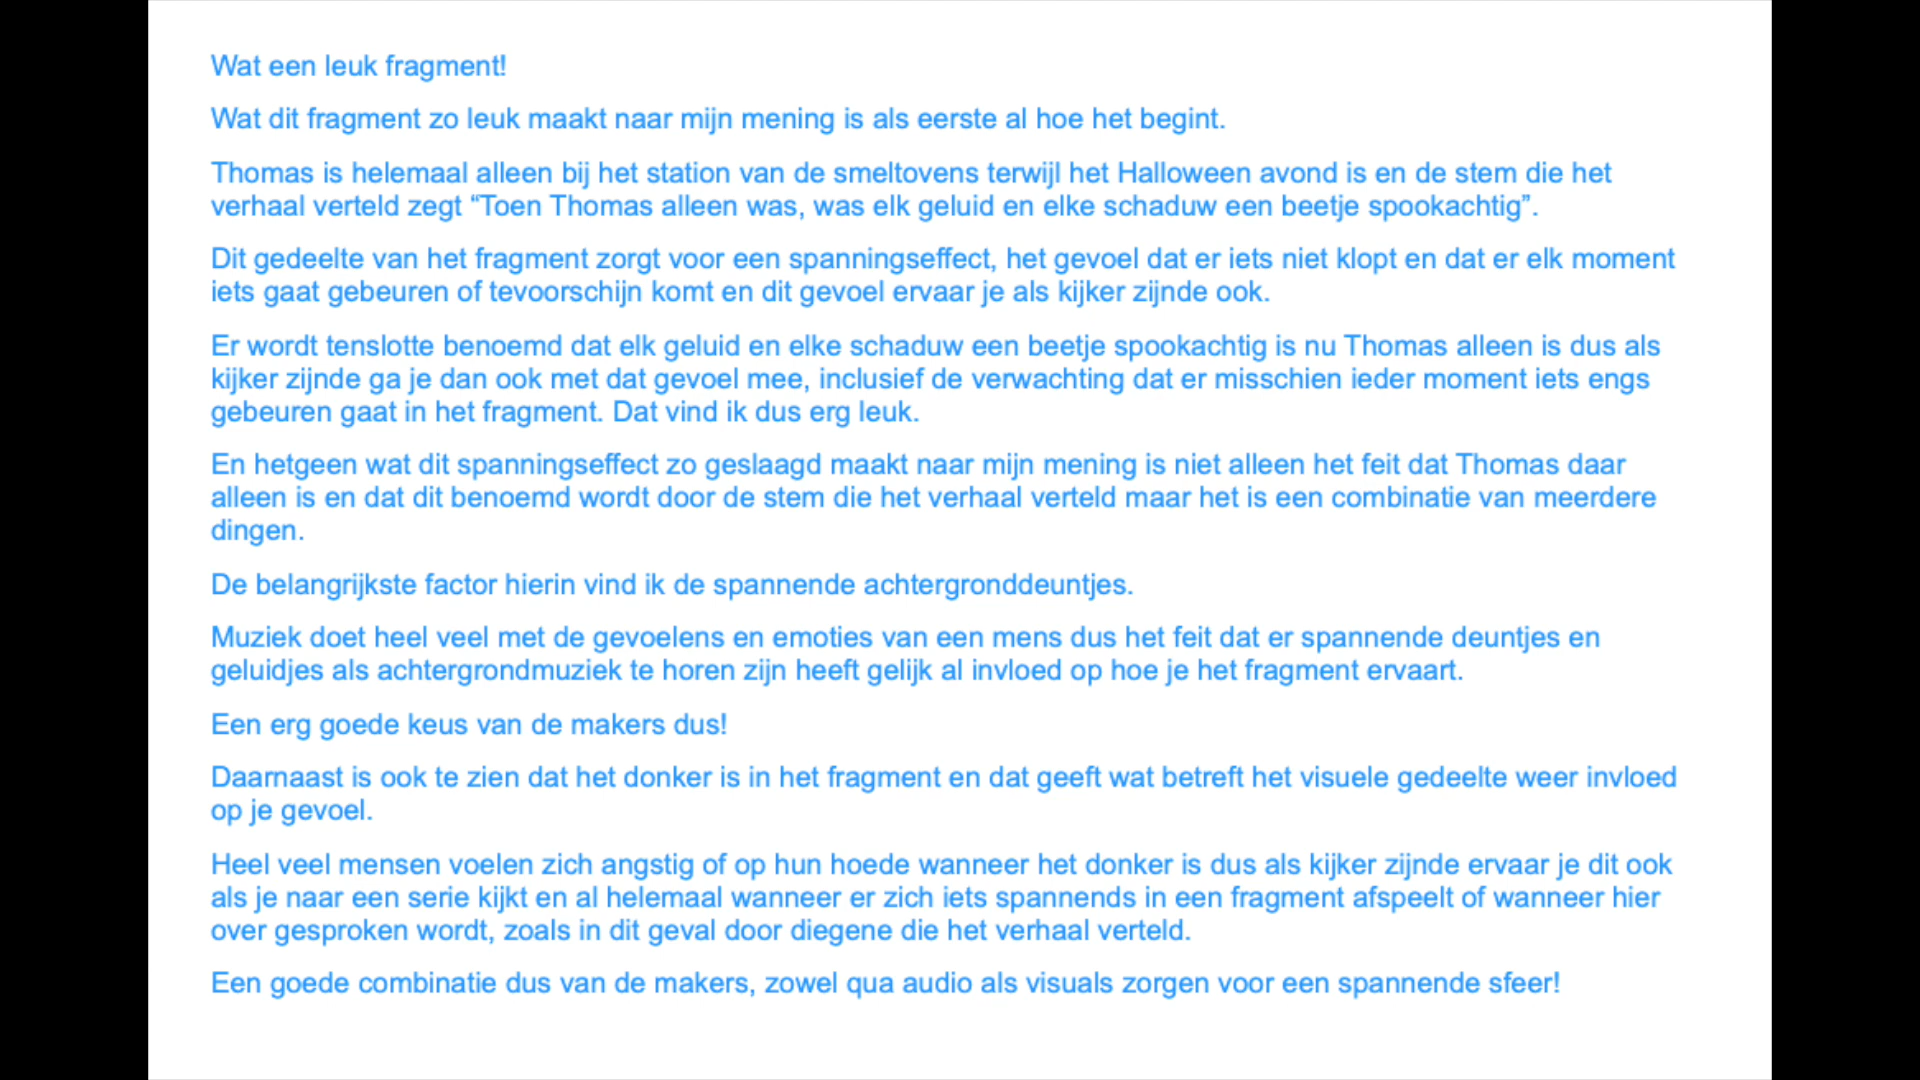 Wat een leuk fragment!
Wat dit fragment zo leuk maakt naar mijn mening is als eerste al hoe het begint.
Thomas is helemaal alleen bij het station van de smeltovens terwijl het Halloween avond is en de stem die het
verhaal verteld zegt “Toen Thomas alleen was, was elk geluid en elke schaduw een beetje spookachtig”.
Dit gedeelte van het fragment zorgt voor een spanningseffect, het gevoel dat er iets niet klopt en dat er elk moment
iets gaat gebeuren of tevoorschijn komt en dit gevoel ervaar je als kijker zijnde ook.
Er wordt tenslotte benoemd dat elk geluid en elke schaduw een beetje spookachtig is nu Thomas alleen is dus als
kijker zijnde ga je dan ook met dat gevoel mee, inclusief de verwachting dat er misschien ieder moment iets engs
gebeuren gaat in het fragment. Dat vind ik dus erg leuk.
En hetgeen wat dit spanningseffect zo geslaagd maakt naar mijn mening is niet alleen het feit dat Thomas daar
alleen is en dat dit benoemd wordt door de stem die het verhaal verteld maar het is een combinatie van meerdere
dingen.
De belangrijkste factor hierin vind ik de spannende achtergronddeuntjes.
Muziek doet heel veel met de gevoelens en emoties van een mens dus het feit dat er spannende deuntjes en
geluidjes als achtergrondmuziek te horen zijn heeft gelijk al invloed op hoe je het fragment ervaart.
Een erg goede keus van de makers dus!
Daarnaast is ook te zien dat het donker is in het fragment en dat geeft wat betreft het visuele gedeelte weer invloed
op je gevoel.
Heel veel mensen voelen zich angstig of op hun hoede wanneer het donker is dus als kijker zijnde ervaar je dit ook
als je naar een serie kijkt en al helemaal wanneer er zich iets spannends in een fragment afspeelt of wanneer hier
over gesproken wordt, zoals in dit geval door diegene die het verhaal verteld.
Een goede combinatie dus van de makers, zowel qua audio als visuals zorgen voor een spannende sfeer!